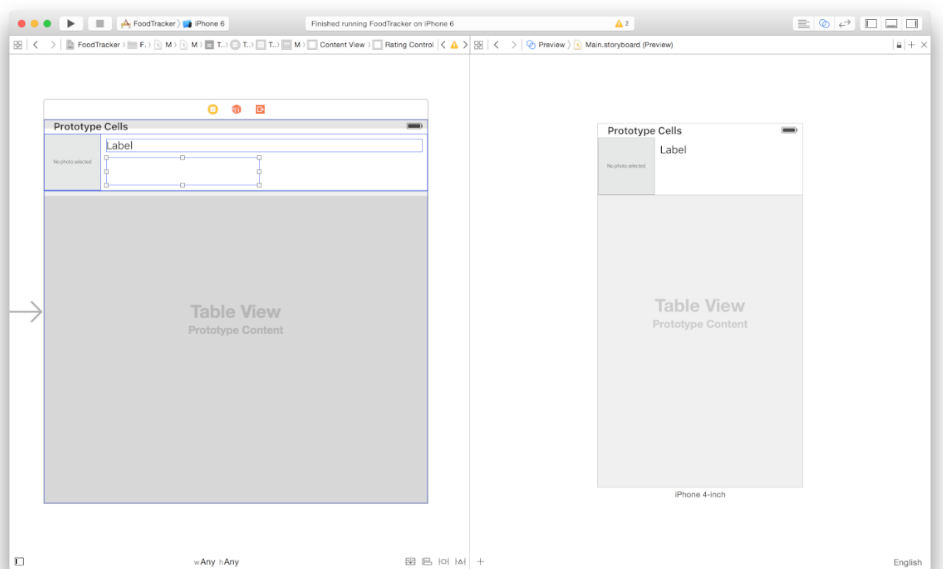 FoodTracker iPhone 6
Finished running FoodTracker on iPhone 6
2
FoodTracker F.. M M T.. T.. T.. M Content View Rating Control
Preview Main.storyboard (Preview)
Prototype Cells
Label
No photo selected
Table View
Prototype Content
wAny hAny
Prototype Cells
Label
No photo selected
Table View
Prototype Content
iPhone 4-inch
English